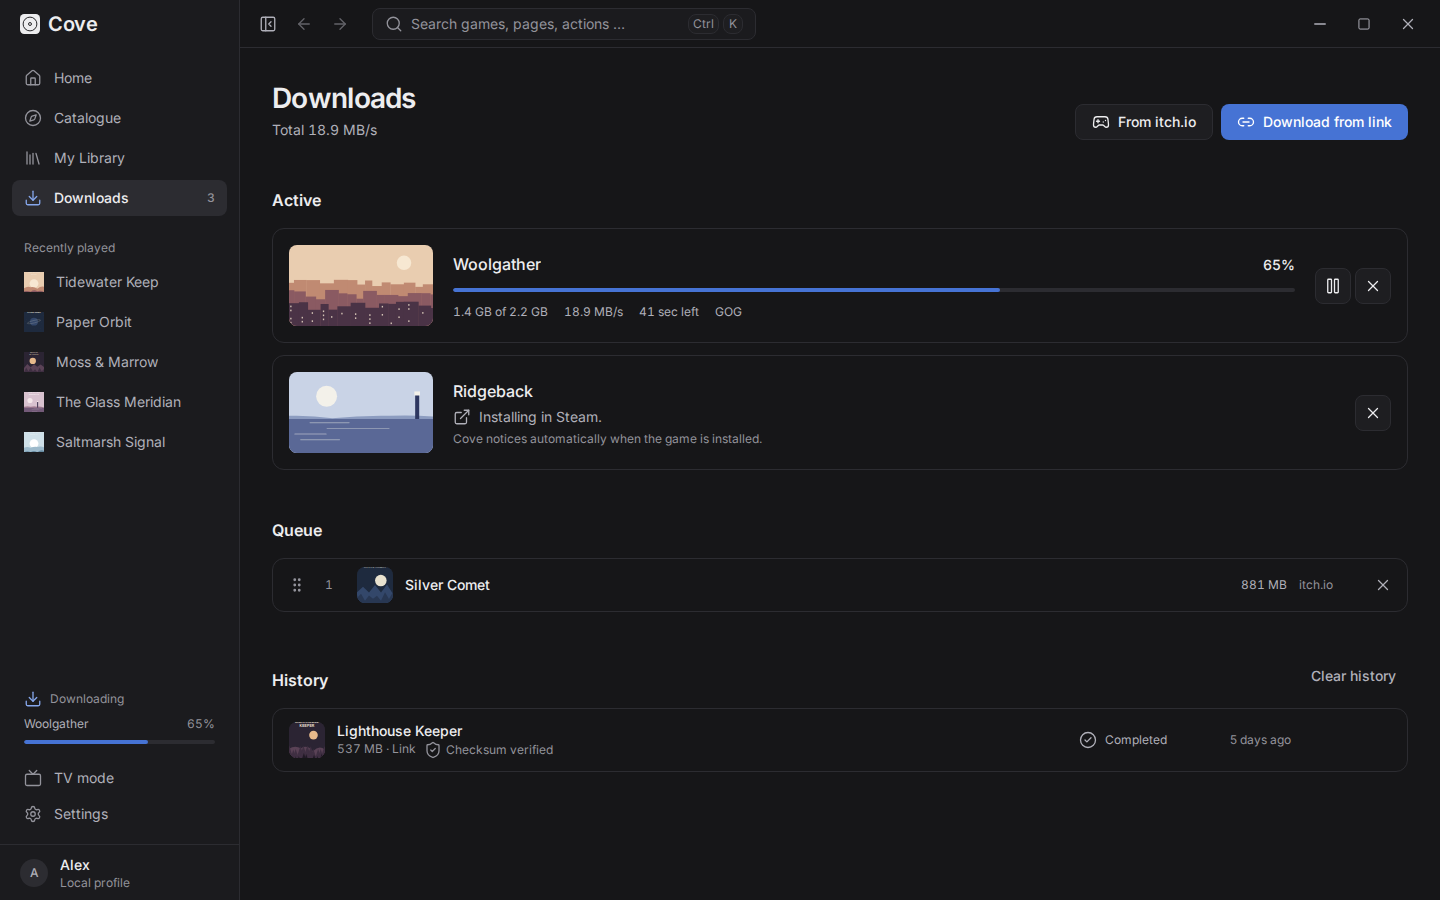 Cove
Search games, pages, actions ...
Ctrl
K
Home
Catalogue
My Library
Downloads
3
Recently played
Tidewater Keep
Paper Orbit
Moss & Marrow
The Glass Meridian
Saltmarsh Signal
Downloading
Woolgather
65%
TV mode
Settings
A
Alex
Local profile
Downloads
Total 18.9 MB/s
From itch.io
Download from link
Active
Woolgather
65%
1.4 GB of 2.2 GB
18.9 MB/s
41 sec left
GOG
Ridgeback
Installing in Steam.
Cove notices automatically when the game is installed.
Queue
1
Silver Comet
881 MB
itch.io
History
Clear history
KEEPER
Lighthouse Keeper
537 MB · Link
Checksum verified
Completed
5 days ago